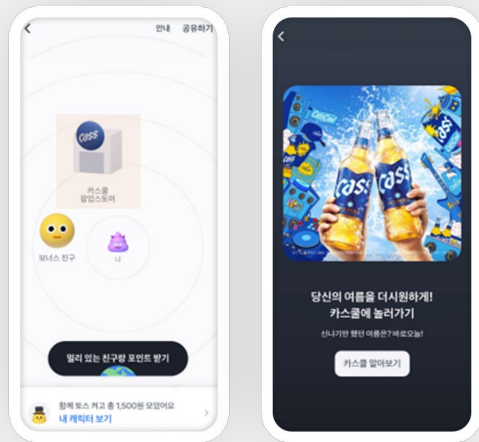 안내 공유하기
Cass
카스쿨
팝업스토어
보너스 친구
나
멀리 있는 친구랑 포인트 받기
함께 토스 켜고 총 1,500원 모았어요
내 캐릭터 보기
Cass
Cass
당신의 여름을 더시원하게!
카스쿨에 놀러가기
신나기만 했던 여름은? 바로오늘!
카스쿨 알아보기